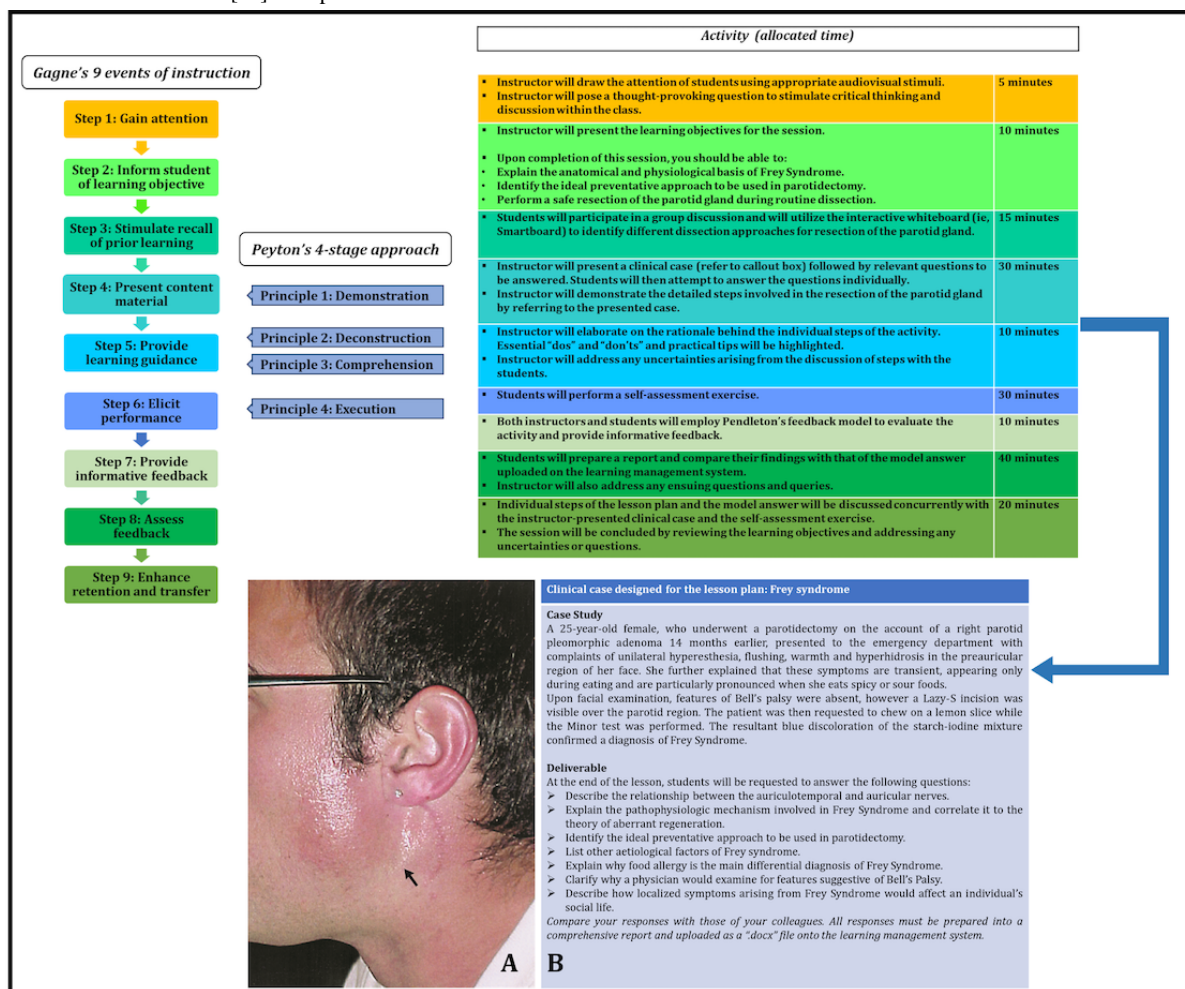 Gagne's 9 events of instruction
Step 1: Gain attention
Step 2: Inform student
of learning objective
Step 3: Stimulate recall
of prior learning
Step 4: Present content
material
Step 5: Provide
learning guidance
Step 6: Elicit
performance
Step 7: Provide
informative feedback
Step 8: Assess
feedback
Step 9: Enhance
retention and transfer
Peyton's 4-stage approach
Principle 1: Demonstration
Principle 2: Deconstruction
Principle 3: Comprehension
Principle 4: Execution
Activity (allocated time)
▪ Instructor will draw the attention of students using appropriate audiovisual stimuli.
▪ Instructor will pose a thought-provoking question to stimulate critical thinking and
discussion within the class.
5 minutes
▪ Instructor will present the learning objectives for the session.
▪ Upon completion of this session, you should be able to:
• Explain the anatomical and physiological basis of Frey Syndrome.
• Identify the ideal preventative approach to be used in parotidectomy.
• Perform a safe resection of the parotid gland during routine dissection.
10 minutes
▪ Students will participate in a group discussion and will utilize the interactive whiteboard (ie,
Smartboard) to identify different dissection approaches for resection of the parotid gland.
15 minutes
▪ Instructor will present a clinical case (refer to callout box) followed by relevant questions to
be answered. Students will then attempt to answer the questions individually.
▪ Instructor will demonstrate the detailed steps involved in the resection of the parotid gland
by referring to the presented case.
30 minutes
▪ Instructor will elaborate on the rationale behind the individual steps of the activity.
Essential "dos" and "don'ts" and practical tips will be highlighted.
▪ Instructor will address any uncertainties arising from the discussion of steps with the
students.
10 minutes
▪ Students will perform a self-assessment exercise.
30 minutes
▪ Both instructors and students will employ Pendleton's feedback model to evaluate the
activity and provide informative feedback.
10 minutes
▪ Students will prepare a report and compare their findings with that of the model answer
uploaded on the learning management system.
▪ Instructor will also address any ensuing questions and queries.
40 minutes
▪ Individual steps of the lesson plan and the model answer will be discussed concurrently with
the instructor-presented clinical case and the self-assessment exercise.
▪ The session will be concluded by reviewing the learning objectives and addressing any
uncertainties or questions.
20 minutes
A
B
Clinical case designed for the lesson plan: Frey syndrome
Case Study
A 25-year-old female, who underwent a parotidectomy on the account of a right parotid
pleomorphic adenoma 14 months earlier, presented to the emergency department with
complaints of unilateral hyperesthesia, flushing, warmth and hyperhidrosis in the preauricular
region of her face. She further explained that these symptoms are transient, appearing only
during eating and are particularly pronounced when she eats spicy or sour foods.
Upon facial examination, features of Bell's palsy were absent, however a Lazy-S incision was
visible over the parotid region. The patient was then requested to chew on a lemon slice while
the Minor test was performed. The resultant blue discoloration of the starch-iodine mixture
confirmed a diagnosis of Frey Syndrome.
Deliverable
At the end of the lesson, students will be requested to answer the following questions:
➢ Describe the relationship between the auriculotemporal and auricular nerves.
➢ Explain the pathophysiologic mechanism involved in Frey Syndrome and correlate it to the
theory of aberrant regeneration.
➢ Identify the ideal preventative approach to be used in parotidectomy.
➢ List other aetiological factors of Frey syndrome.
➢ Explain why food allergy is the main differential diagnosis of Frey Syndrome.
➢ Clarify why a physician would examine for features suggestive of Bell's Palsy.
➢ Describe how localized symptoms arising from Frey Syndrome would affect an individual's
social life.
Compare your responses with those of your colleagues. All responses must be prepared into a
comprehensive report and uploaded as a ".docx" file onto the learning management system.